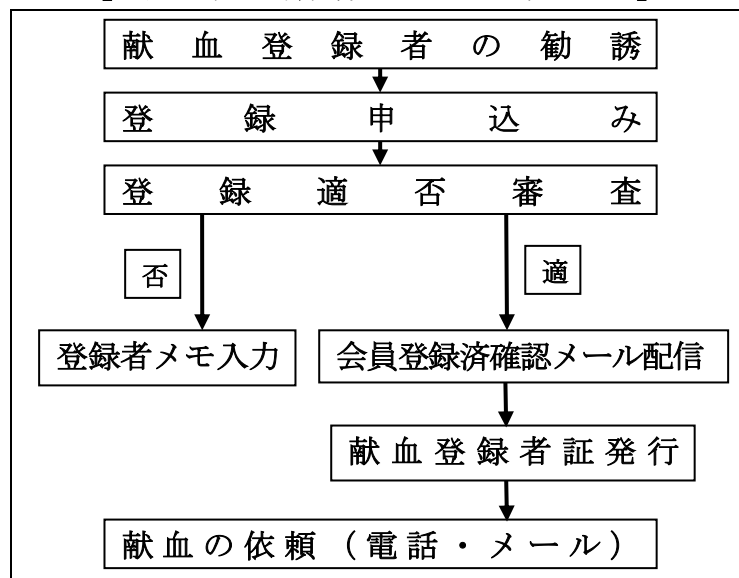 献血登録者の勧誘
登録申込み
登録適否審査
否
適
登録者メモ入力
会員登録済確認メール配信
献血登録者証発行
献血の依頼（電話・メール）